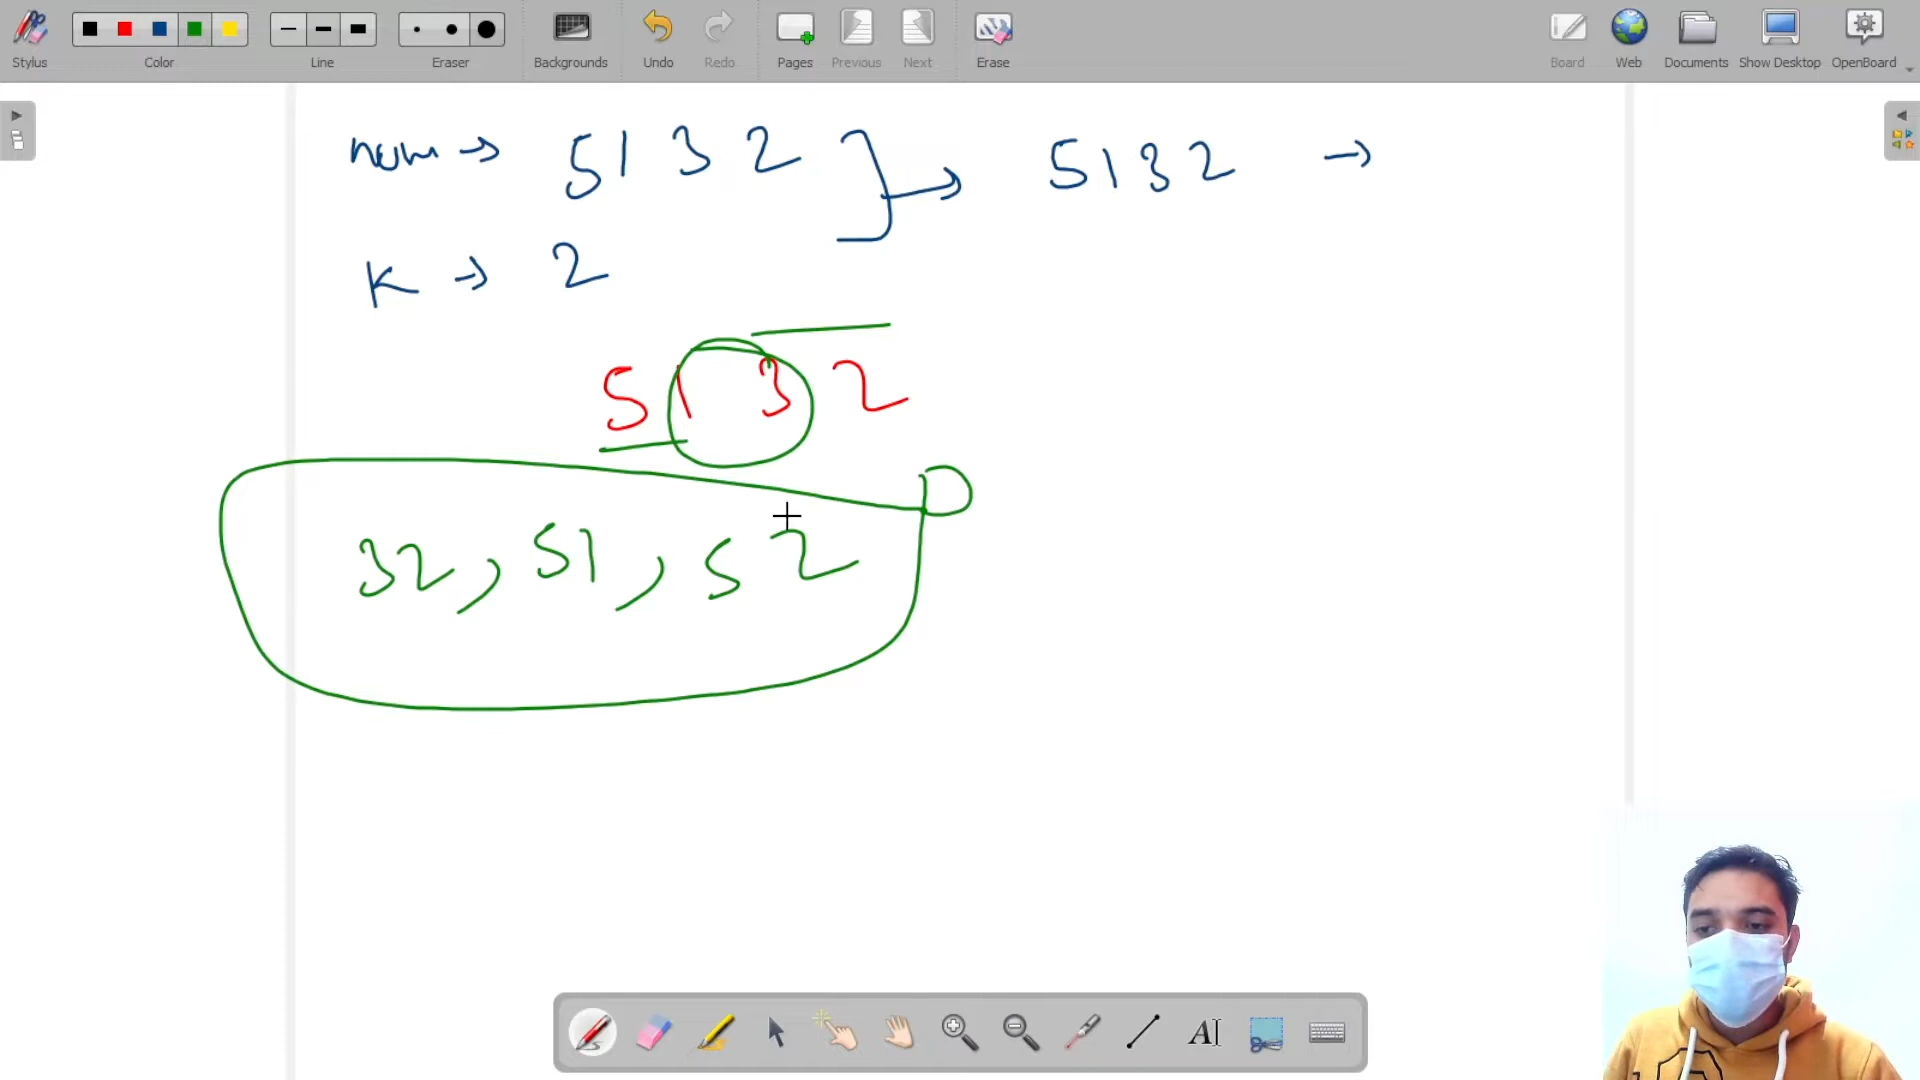 Stylus Color Line Eraser Backgrounds Undo Redo Pages Previous Next Erase Board Web Documents Show Desktop OpenBoard
num → 5 1 3 2 → 5 1 3 2 →
K → 2
5 1 3 2
32, 51, 52